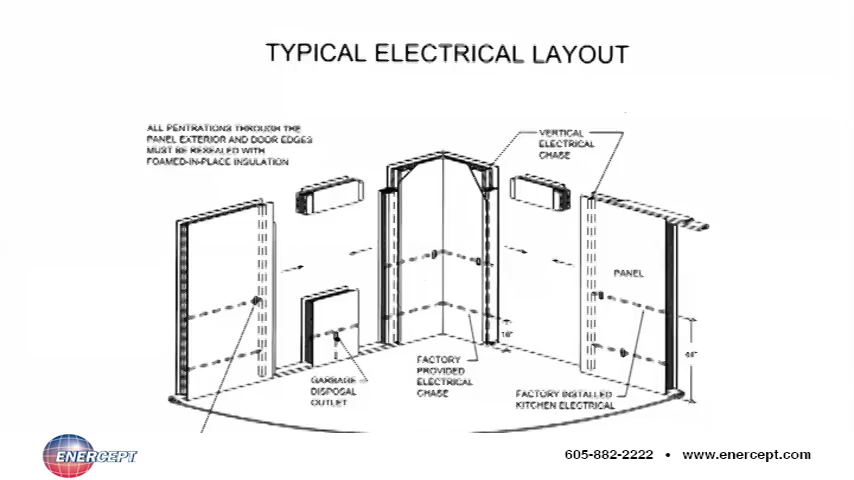 TYPICAL ELECTRICAL LAYOUT
ALL PENTRATIONS THROUGH THE
PANEL EXTERIOR AND DOOR EDGES
MUST BE RESEALED WITH
FOAMED-IN-PLACE INSULATION
VERTICAL
ELECTRICAL
CHASE
PANEL
16"
44"
GARBAGE
DISPOSAL
OUTLET
FACTORY
PROVIDED
ELECTRICAL
CHASE
FACTORY INSTALLED
KITCHEN ELECTRICAL
ENERCEPT
605-882-2222 • www.enercept.com